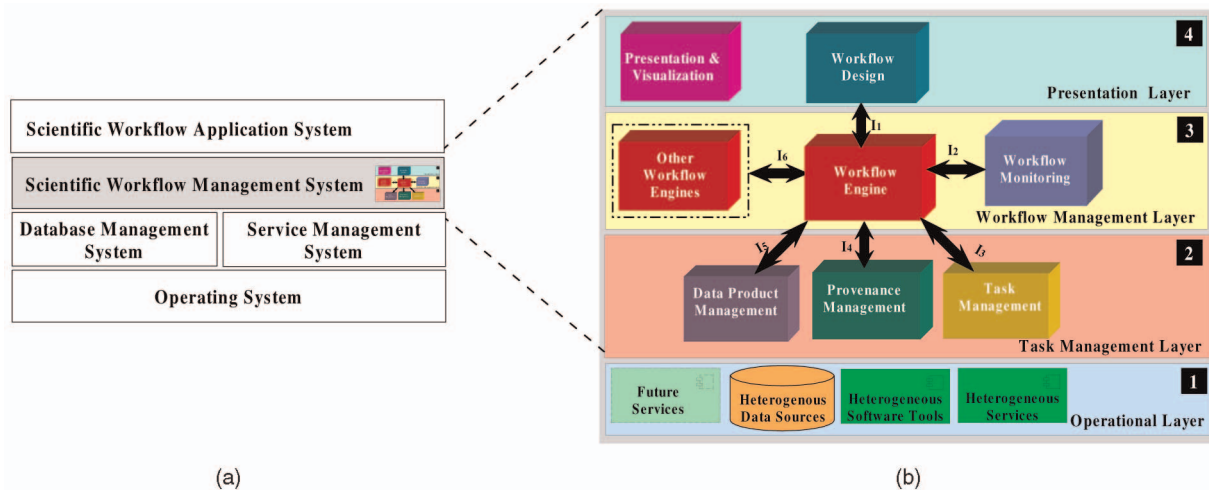 Scientific Workflow Application System
Scientific Workflow Management System
Database Management
System
Service Management
System
Operating System
(a)
4
Presentation &
Visualization
Workflow
Design
Presentation Layer
I1
3
Other
Workflow
Engines
I6
Workflow
Engine
I2
Workflow
Monitoring
Workflow Management Layer
I5
I4
I3
2
Data Product
Management
Provenance
Management
Task
Management
Task Management Layer
1
Future
Services
Heterogenous
Data Sources
Heterogeneous
Software Tools
Heterogeneous
Services
Operational Layer
(b)